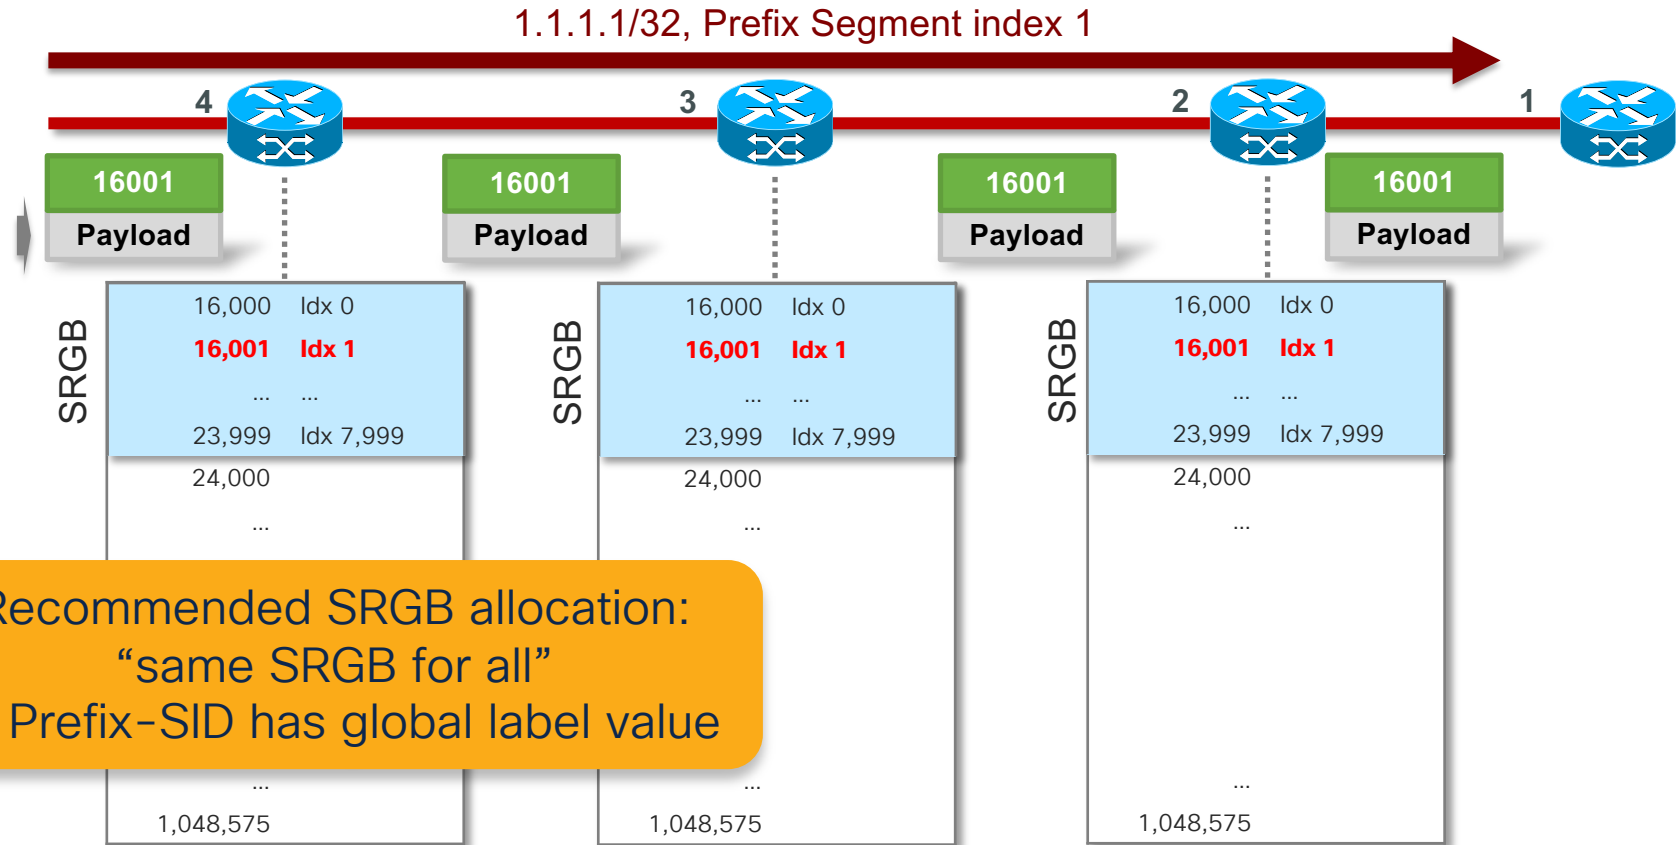 1.1.1.1/32, Prefix Segment index 1
4 3 2 1
16001 16001 16001 16001
Payload Payload Payload Payload
SRGB
16,000 Idx 0
16,001 Idx 1
... ...
23,999 Idx 7,999
24,000
...
...
1,048,575
SRGB
16,000 Idx 0
16,001 Idx 1
... ...
23,999 Idx 7,999
24,000
...
...
1,048,575
SRGB
16,000 Idx 0
16,001 Idx 1
... ...
23,999 Idx 7,999
24,000
...
...
1,048,575
Recommended SRGB allocation:
“same SRGB for all”
Prefix-SID has global label value